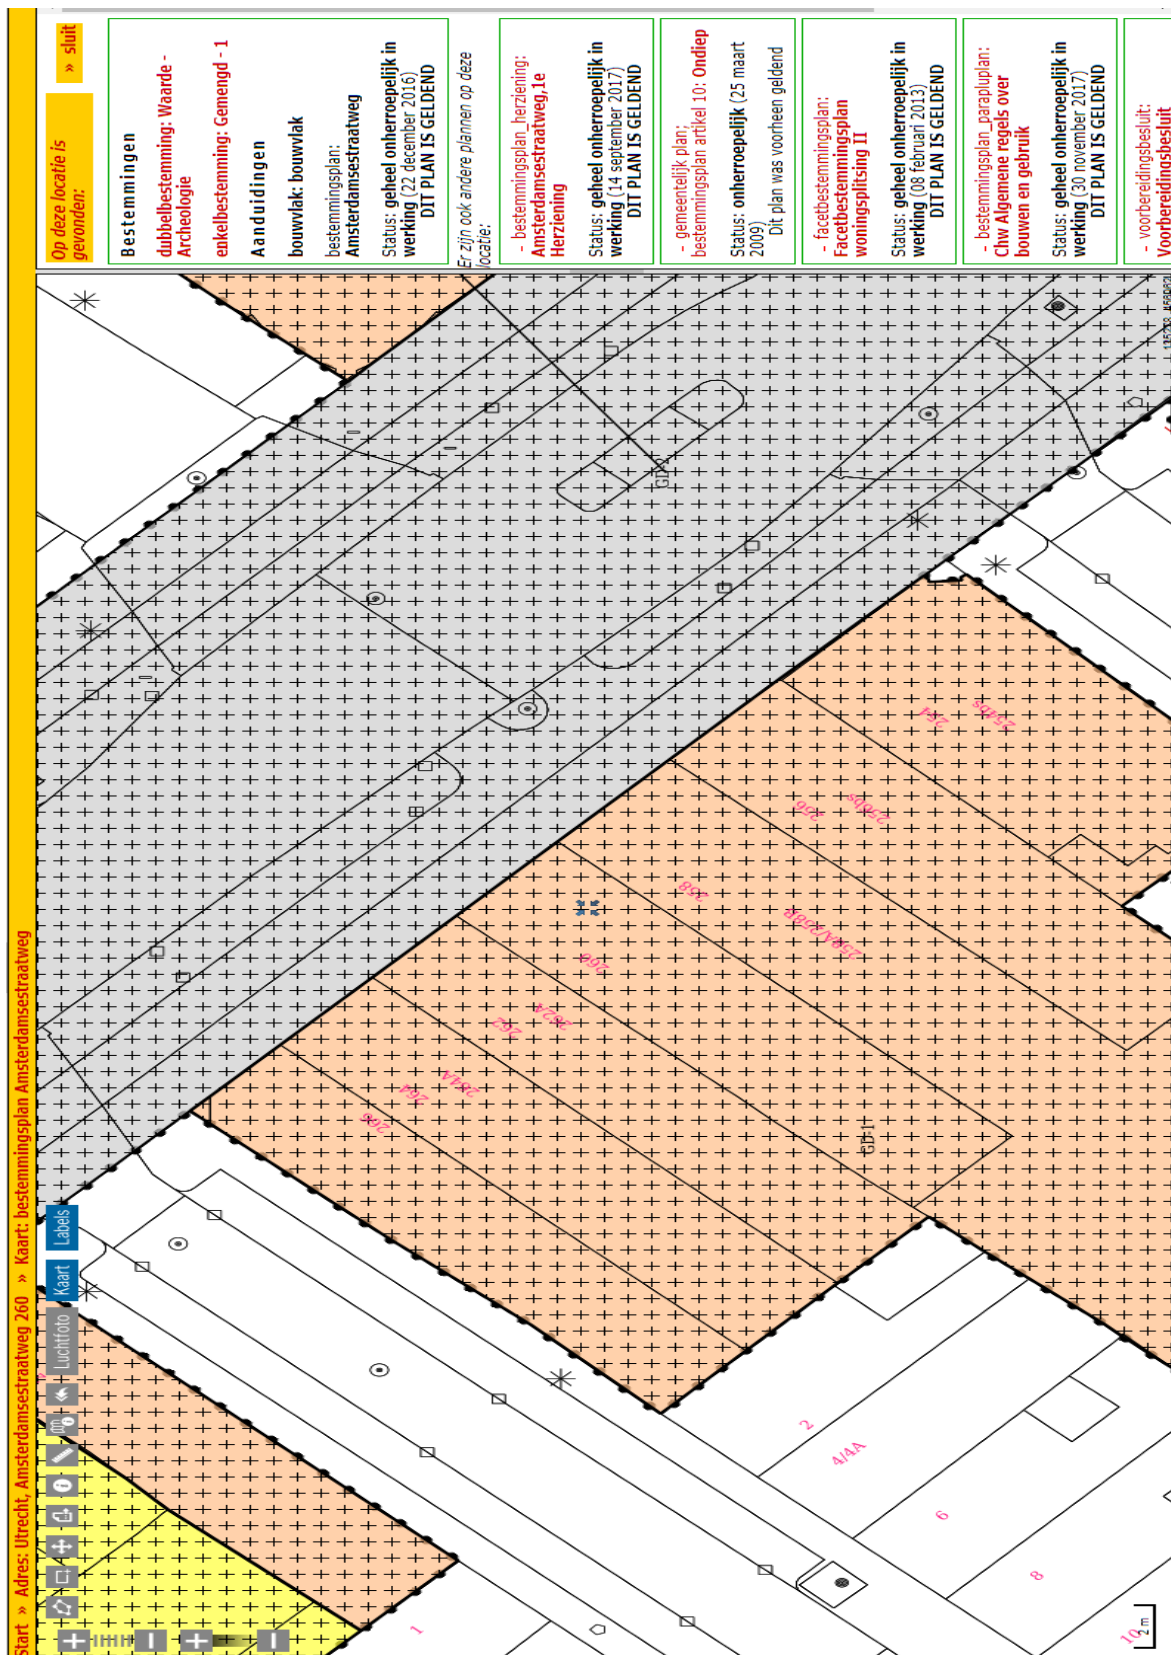 Start » Adres: Utrecht, Amsterdamsestraatweg 260 » Kaart: bestemmingsplan Amsterdamsestraatweg
Luchtfoto
Kaart
Labels
Op deze locatie is
gevonden:
» sluit
Bestemmingen
dubbelbestemming: Waarde -
Archeologie
enkelbestemming: Gemengd - 1
Aanduidingen
bouwvlak: bouwvlak
bestemmingsplan:
Amsterdamsestraatweg
Status: geheel onherroepelijk in
werking (22 december 2016)
DIT PLAN IS GELDEND
Er zijn ook andere plannen op deze
locatie:
- bestemmingsplan_herziening:
Amsterdamsestraatweg,1e
Herziening
Status: geheel onherroepelijk in
werking (14 september 2017)
DIT PLAN IS GELDEND
- gemeentelijk plan;
bestemmingsplan artikel 10: Ondiep
Status: onherroepelijk (25 maart
2009)
Dit plan was voorheen geldend
- facetbestemmingsplan:
Facetbestemmingsplan
woningsplitsing II
Status: geheel onherroepelijk in
werking (08 februari 2013)
DIT PLAN IS GELDEND
- bestemmingsplan_parapluplan:
Chw Algemene regels over
bouwen en gebruik
Status: geheel onherroepelijk in
werking (30 november 2017)
DIT PLAN IS GELDEND
- voorbereidingsbesluit:
Voorbereidingsbesluit
GD-2
266
264
264A
262
262A
260
258
258A/258B
256
256bs
254
254bs
GD-1
1
2
4/4A
6
8
10
2 m